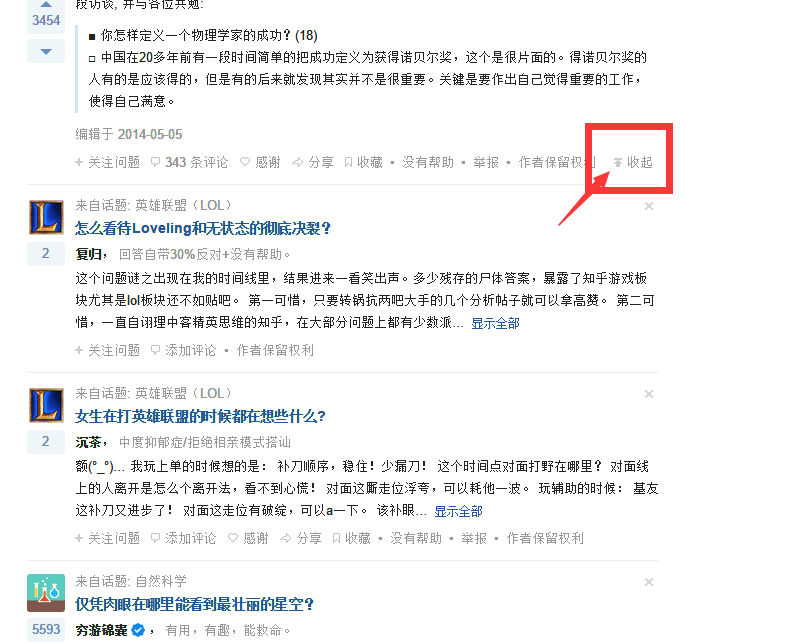 段访谈, 并与各位共勉:
3454
■ 你怎样定义一个物理学家的成功? (18)
□ 中国在20多年前有一段时间简单的把成功定义为获得诺贝尔奖，这个是很片面的。得诺贝尔奖的
人有的是应该得的，但是有的后来就发现其实并不是很重要。关键是要作出自己觉得重要的工作，
使得自己满意。
编辑于 2014-05-05
+ 关注问题 343 条评论 感谢 分享 收藏 • 没有帮助 • 举报 • 作者保留权利 收起
来自话题: 英雄联盟（LOL）
怎么看待Loveling和无状态的彻底决裂？
2
复归，回答自带30%反对+没有帮助。
这个问题谜之出现在我的时间线里，结果进来一看笑出声。多少残存的尸体答案，暴露了知乎游戏板
块尤其是lol板块还不如贴吧。 第一可惜，只要转锅抗两吧大手的几个分析帖子就可以拿高赞。 第二可
惜，一直自诩理中客精英思维的知乎，在大部分问题上都有少数派… 显示全部
+ 关注问题 添加评论 • 作者保留权利
来自话题: 英雄联盟（LOL）
女生在打英雄联盟的时候都在想些什么？
2
沉茶，中度抑郁症/拒绝相亲模式搭讪
额(°_°)… 我玩上单的时候想的是： 补刀顺序，稳住！少漏刀！ 这个时间点对面打野在哪里？ 对面线
上的人离开是怎么个离开法，看不到心慌！ 对面这厮走位浮夸，可以耗他一波。 玩辅助的时候： 基友
这补刀又进步了！ 对面这走位有破绽，可以a一下。 该补眼… 显示全部
+ 关注问题 添加评论 感谢 分享 收藏 • 没有帮助 • 举报 • 作者保留权利
来自话题: 自然科学
仅凭肉眼在哪里能看到最壮丽的星空？
5593
穷游锦囊 ，有用，有趣，能救命。